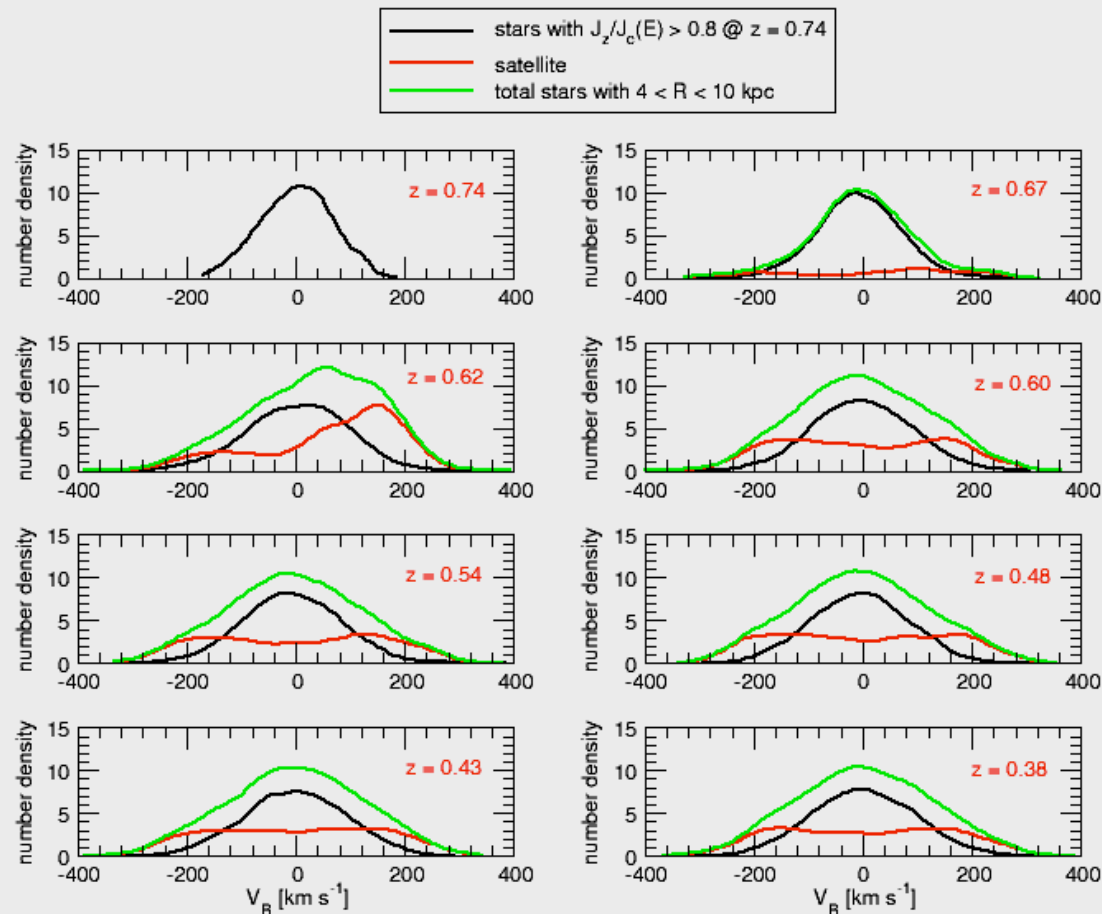 stars with J_z/J_c(E) > 0.8 @ z = 0.74
satellite
total stars with 4 < R < 10 kpc
number density
15
10
5
0
z = 0.74
-400 -200 0 200 400
number density
15
10
5
0
z = 0.67
-400 -200 0 200 400
number density
15
10
5
0
z = 0.62
-400 -200 0 200 400
number density
15
10
5
0
z = 0.60
-400 -200 0 200 400
number density
15
10
5
0
z = 0.54
-400 -200 0 200 400
number density
15
10
5
0
z = 0.48
-400 -200 0 200 400
number density
15
10
5
0
z = 0.43
-400 -200 0 200 400
V_R [km s⁻¹]
number density
15
10
5
0
z = 0.38
-400 -200 0 200 400
V_R [km s⁻¹]